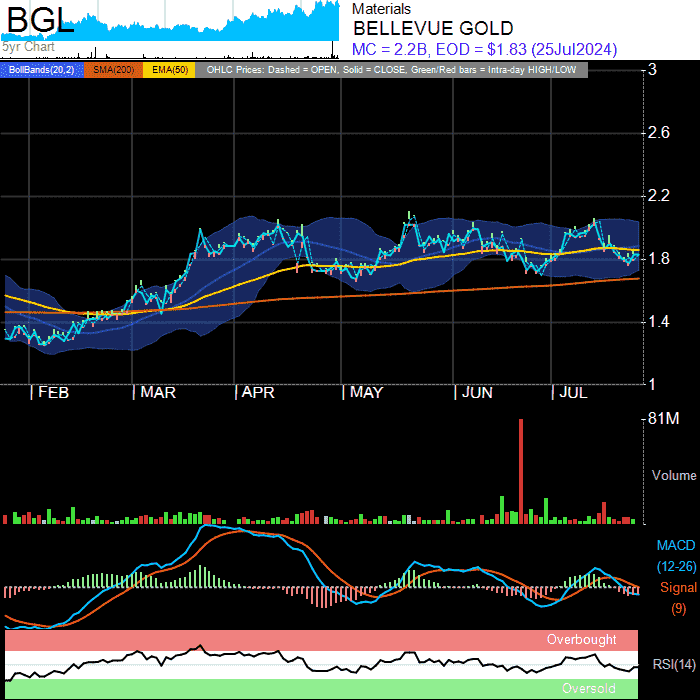 BGL
5yr Chart
Materials
BELLEVUE GOLD
MC = 2.2B, EOD = $1.83 (25Jul2024)
BollBands(20,2) SMA(200) EMA(50) OHLC Prices: Dashed = OPEN, Solid = CLOSE, Green/Red bars = Intra-day HIGH/LOW
3
2.6
2.2
1.8
1.4
1
FEB MAR APR MAY JUN JUL
81M
Volume
MACD
(12-26)
Signal
(9)
Overbought
RSI(14)
Oversold